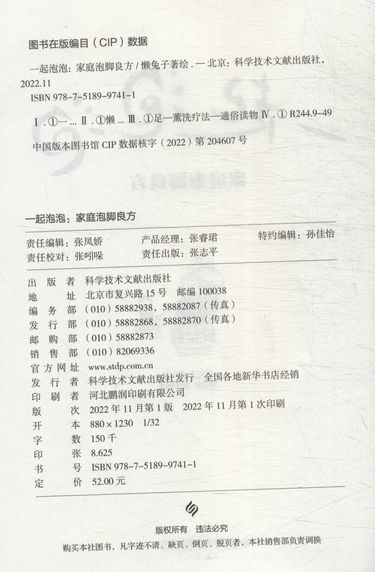 图书在版编目（CIP）数据
一起泡泡：家庭泡脚良方/懒兔子著绘.—北京：科学技术文献出版社，
2022.11
ISBN 978-7-5189-9741-1
Ⅰ.①一… Ⅱ.①懒… Ⅲ.①足—薰洗疗法—通俗读物 Ⅳ.① R244.9-49
中国版本图书馆 CIP 数据核字（2022）第 204607 号
一起泡泡：家庭泡脚良方
责任编辑：张凤娇 产品经理：张睿珺 特约编辑：孙佳怡
责任校对：张吲噪 责任出版：张志平
出版者 科学技术文献出版社
地址 北京市复兴路 15 号 邮编 100038
编务部 （010）58882938，58882087（传真）
发行部 （010）58882868，58882870（传真）
邮购部 （010）58882873
销售部 （010）82069336
官方网址 www.stdp.com.cn
发行者 科学技术文献出版社发行 全国各地新华书店经销
印刷者 河北鹏润印刷有限公司
版次 2022 年 11 月第 1 版 2022 年 11 月第 1 次印刷
开本 880×1230 1/32
字数 150 千
印张 8.625
书号 ISBN 978-7-5189-9741-1
定价 52.00 元
版权所有 违法必究
购买本社图书，凡字迹不清、缺页、倒页、脱页者，本社销售部负责调换